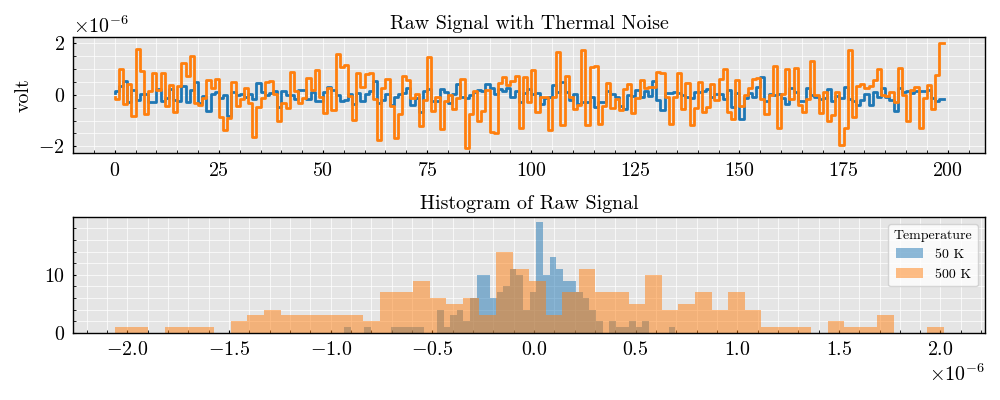 Raw Signal with Thermal Noise
×10⁻⁶
2
0
−2
volt
0 25 50 75 100 125 150 175 200
Histogram of Raw Signal
10
0
Temperature
50 K
500 K
−2.0 −1.5 −1.0 −0.5 0.0 0.5 1.0 1.5 2.0
×10⁻⁶